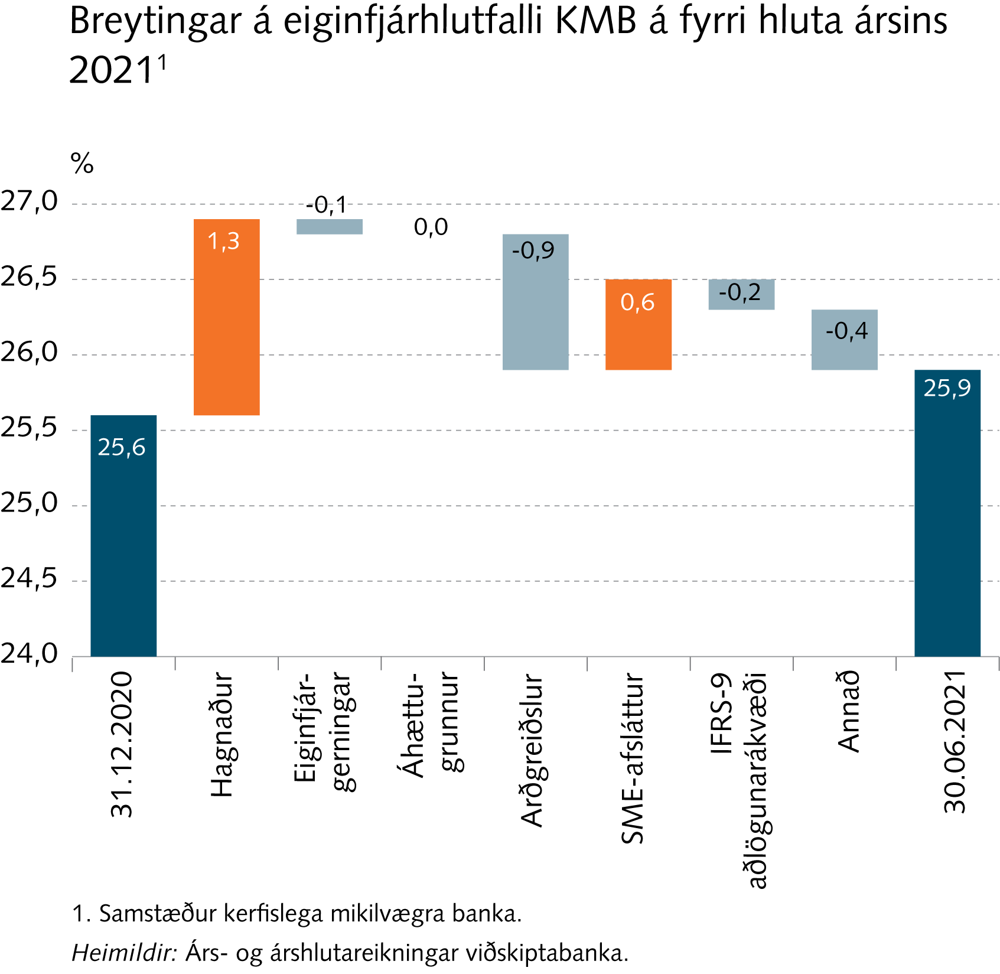 Breytingar á eiginfjárhlutfalli KMB á fyrri hluta ársins
2021¹
%
27,0
26,5
26,0
25,5
25,0
24,5
24,0
25,6
1,3
-0,1
0,0
-0,9
0,6
-0,2
-0,4
25,9
31.12.2020
Hagnaður
Eiginfjár-
gerningar
Áhættu-
grunnur
Arðgreiðslur
SME-afsláttur
IFRS-9
aðlögunarákvæði
Annað
30.06.2021
1. Samstæður kerfislega mikilvægra banka.
Heimildir: Árs- og árshlutareikningar viðskiptabanka.